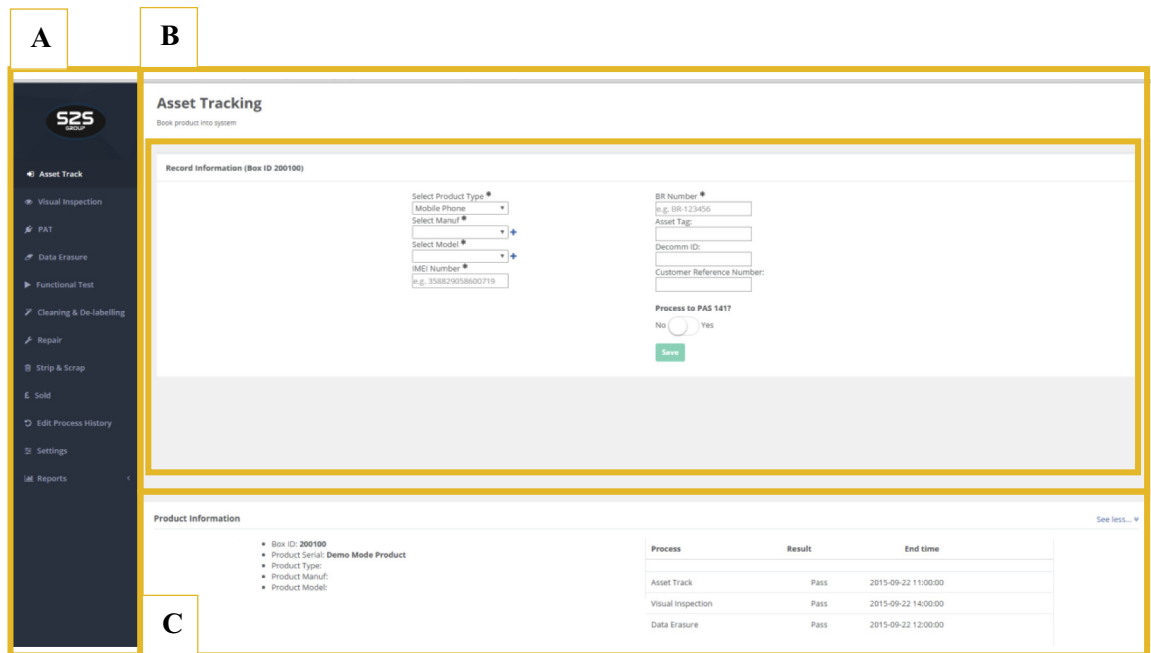 A
B
S2S
GROUP
Asset Track
Visual Inspection
PAT
Data Erasure
Functional Test
Cleaning & De-labelling
Repair
Strip & Scrap
£ Sold
Edit Process History
Settings
Reports
Asset Tracking
Book product into system
Record Information (Box ID 200100)
Select Product Type *
Mobile Phone
Select Manuf *
+
Select Model *
+
IMEI Number *
e.g. 358829058600719
BR Number *
e.g. BR-123456
Asset Tag:
Decomm ID:
Customer Reference Number:
Process to PAS 141?
No Yes
Save
C
Product Information
See less...
• Box ID: 200100
• Product Serial: Demo Mode Product
• Product Type:
• Product Manuf:
• Product Model:
Process Result End time
Asset Track Pass 2015-09-22 11:00:00
Visual Inspection Pass 2015-09-22 14:00:00
Data Erasure Pass 2015-09-22 12:00:00